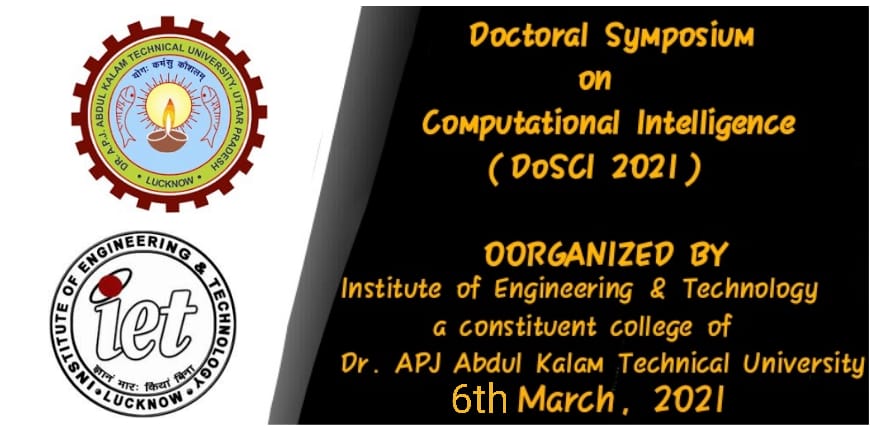 DR. A.P.J. ABDUL KALAM TECHNICAL UNIVERSITY, UTTAR PRADESH
योगः कर्मसु कौशलम्
• LUCKNOW •
INSTITUTE OF ENGINEERING & TECHNOLOGY
iet
ज्ञानं भारः क्रियां बिना
• LUCKNOW •
Doctoral Symposium
on
Computational Intelligence
( DoSCI 2021 )
OORGANIZED BY
Institute of Engineering & Technology
a constituent college of
Dr. APJ Abdul Kalam Technical University
6th March, 2021